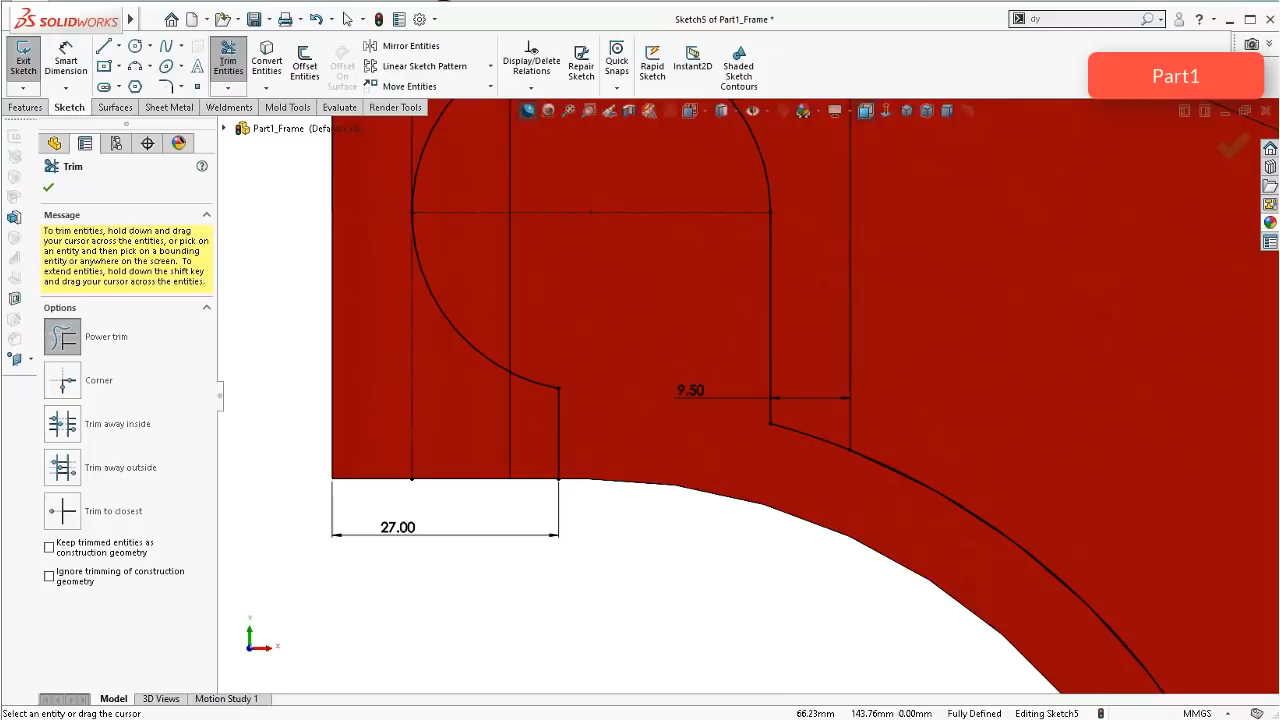 SOLIDWORKS
Sketch5 of Part1_Frame *
dy
Part1
Exit Sketch
Smart Dimension
Trim Entities
Convert Entities
Offset Entities
Offset On Surface
Mirror Entities
Linear Sketch Pattern
Move Entities
Display/Delete Relations
Repair Sketch
Quick Snaps
Rapid Sketch
Instant2D
Shaded Sketch Contours
Features
Sketch
Surfaces
Sheet Metal
Weldments
Mold Tools
Evaluate
Render Tools
Part1_Frame
Trim
Message
To trim entities, hold down and drag
your cursor across the entities, or pick on
an entity and then pick on a bounding
entity or anywhere on the screen. To
extend entities, hold down the shift key
and drag your cursor across the entities.
Options
Power trim
Corner
Trim away inside
Trim away outside
Trim to closest
Keep trimmed entities as
construction geometry
Ignore trimming of construction
geometry
9.50
27.00
Y
X
Model
3D Views
Motion Study 1
Select an entity or drag the cursor
66.23mm
143.76mm 0.00mm
Fully Defined
Editing Sketch5
MMGS